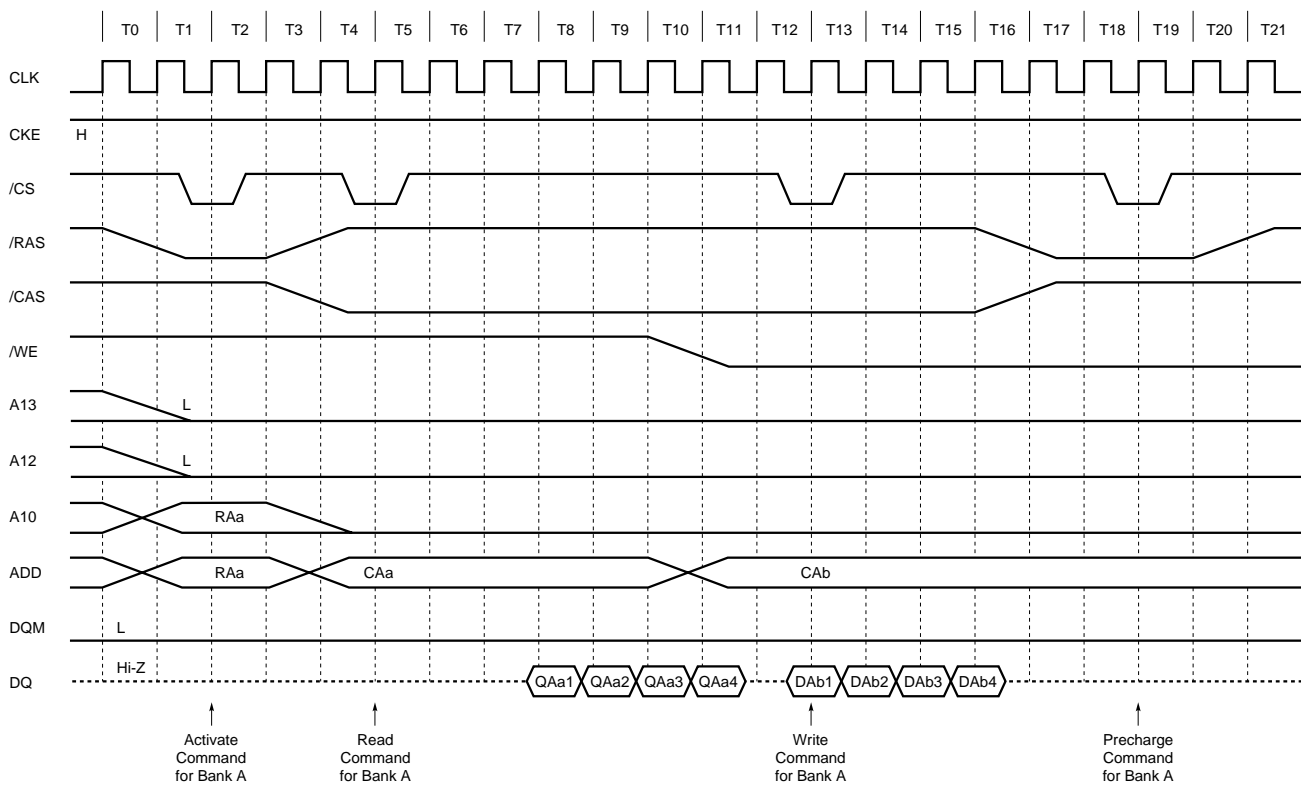 T0 T1 T2 T3 T4 T5 T6 T7 T8 T9 T10 T11 T12 T13 T14 T15 T16 T17 T18 T19 T20 T21
CLK
CKE H
/CS
/RAS
/CAS
/WE
A13 L
A12 L
A10 RAa
ADD RAa CAa CAb
DQM L
Hi-Z
DQ QAa1 QAa2 QAa3 QAa4 DAb1 DAb2 DAb3 DAb4
Activate
Command
for Bank A
Read
Command
for Bank A
Write
Command
for Bank A
Precharge
Command
for Bank A